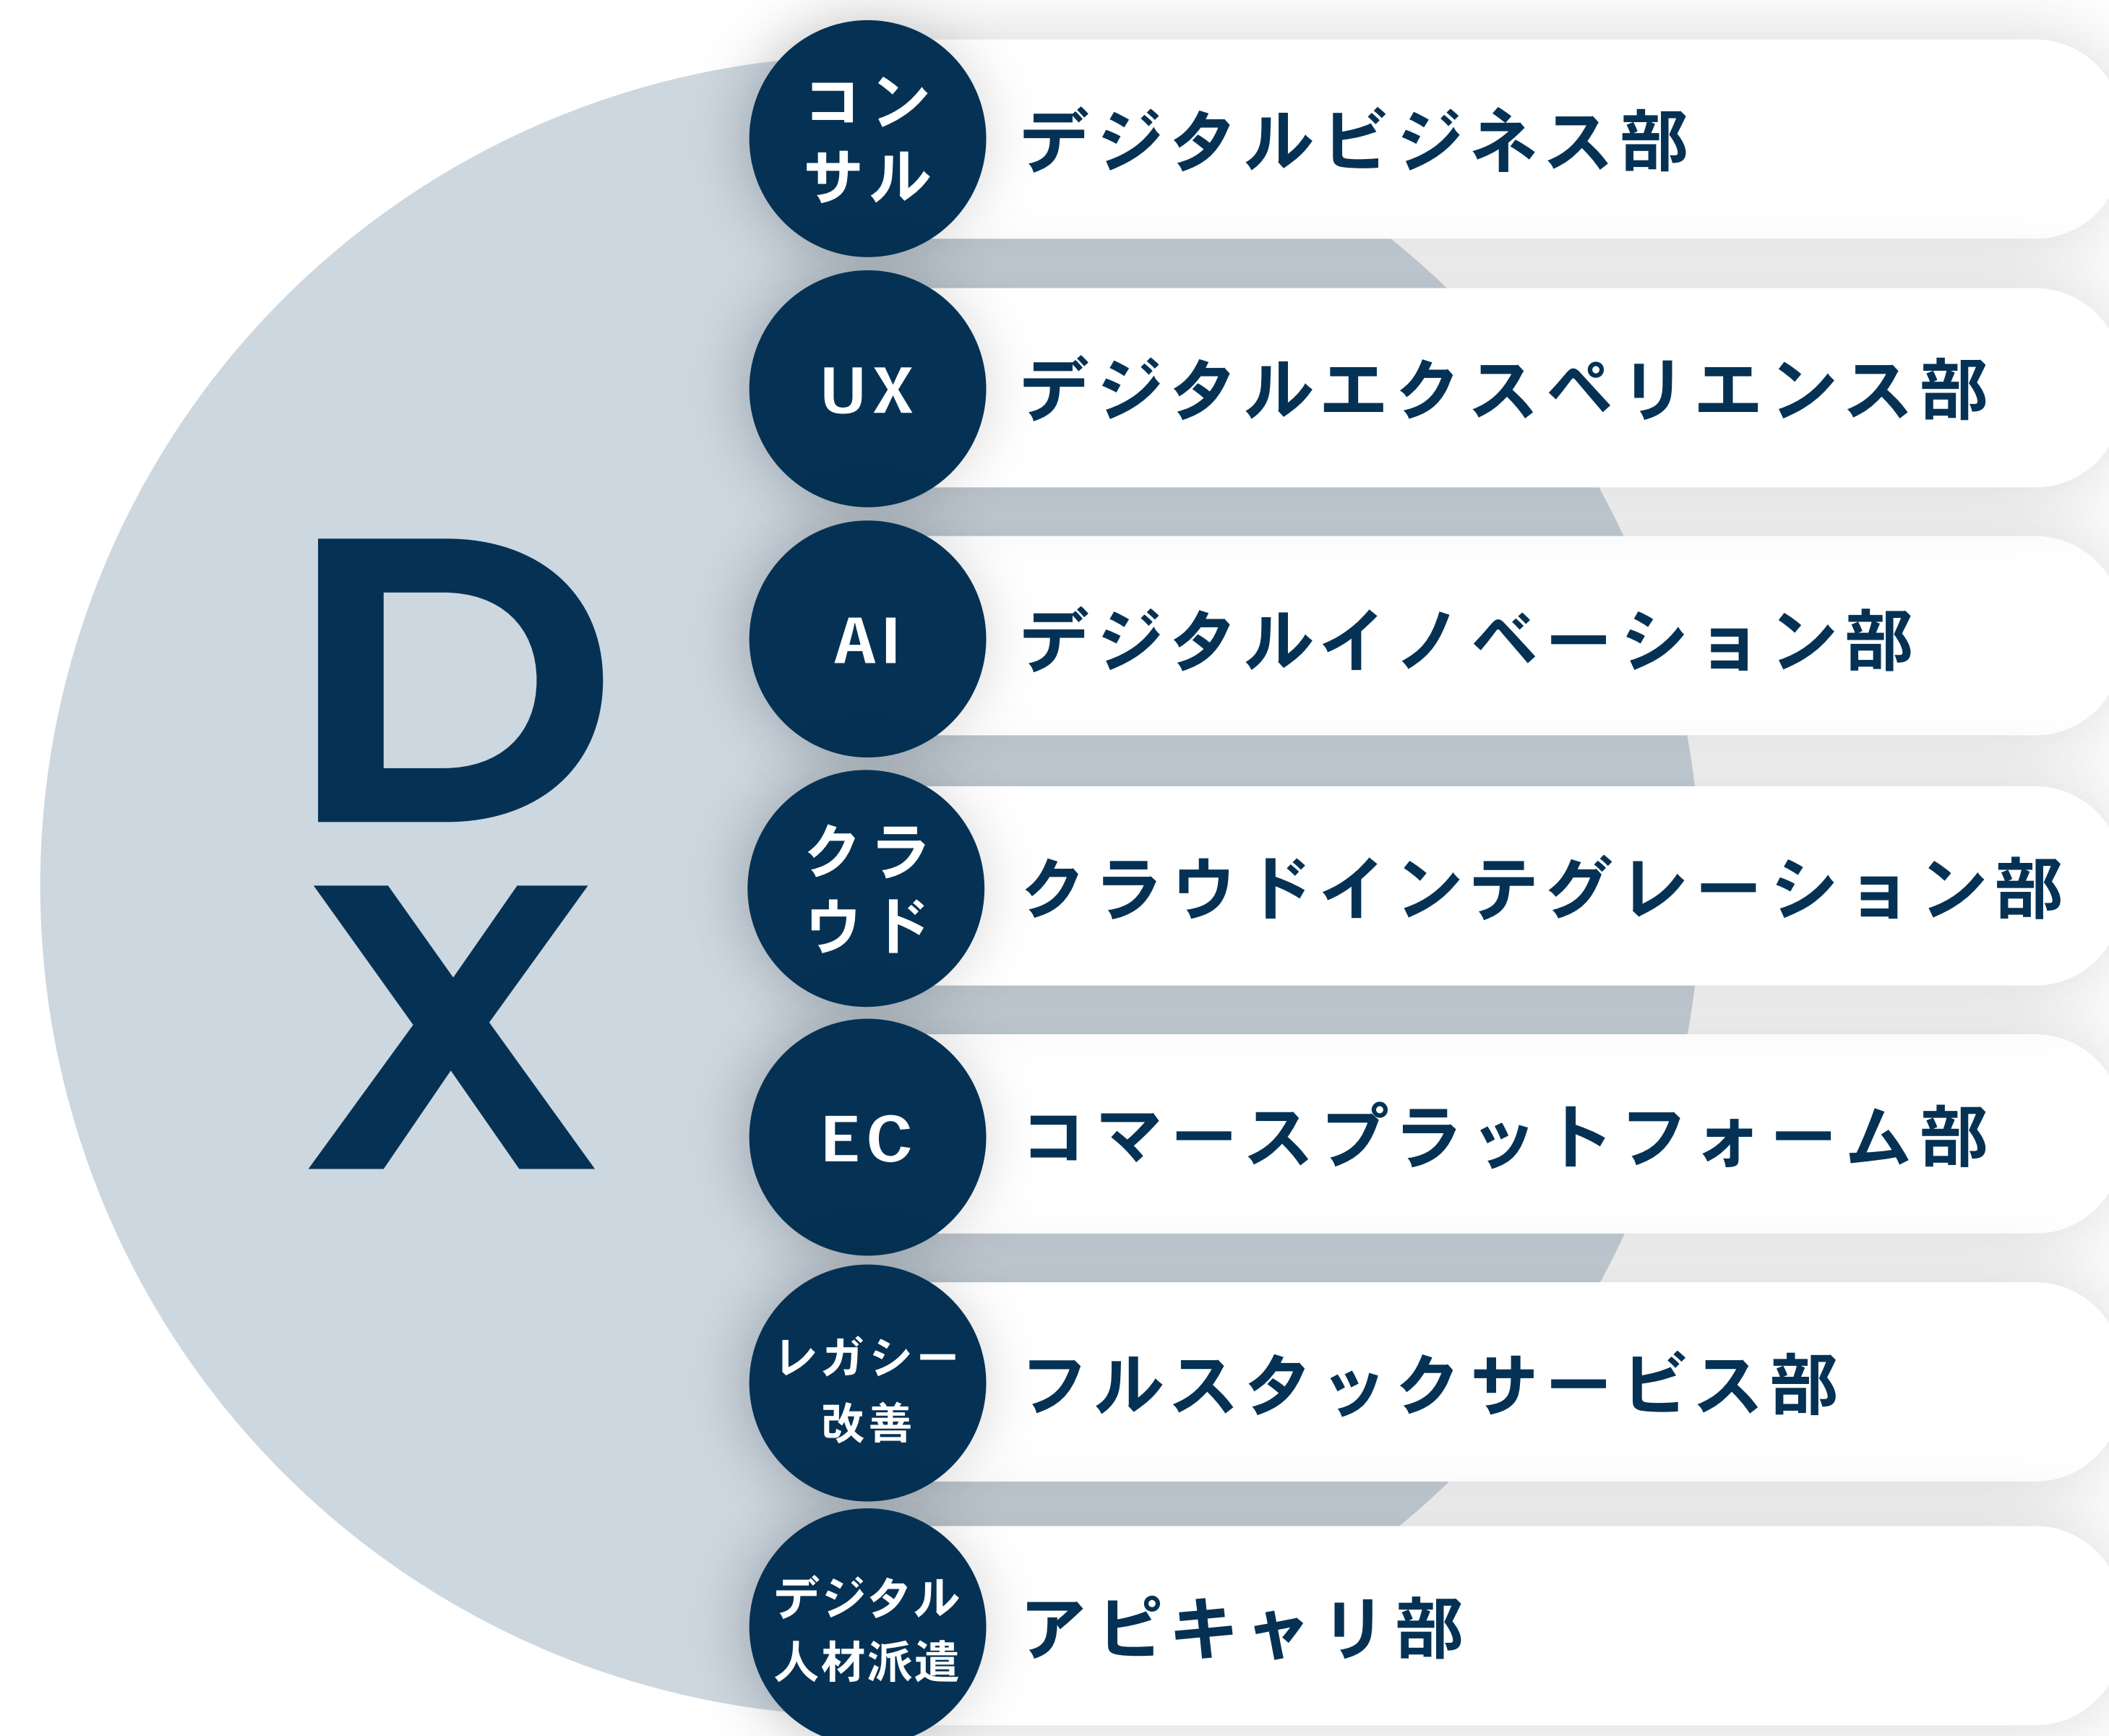 DX
コン
サル
デジタルビジネス部
UX
デジタルエクスペリエンス部
AI
デジタルイノベーション部
クラ
ウド
クラウドインテグレーション部
EC
コマースプラットフォーム部
レガシー
改善
フルスタックサービス部
デジタル
人材派遣
アピキャリ部